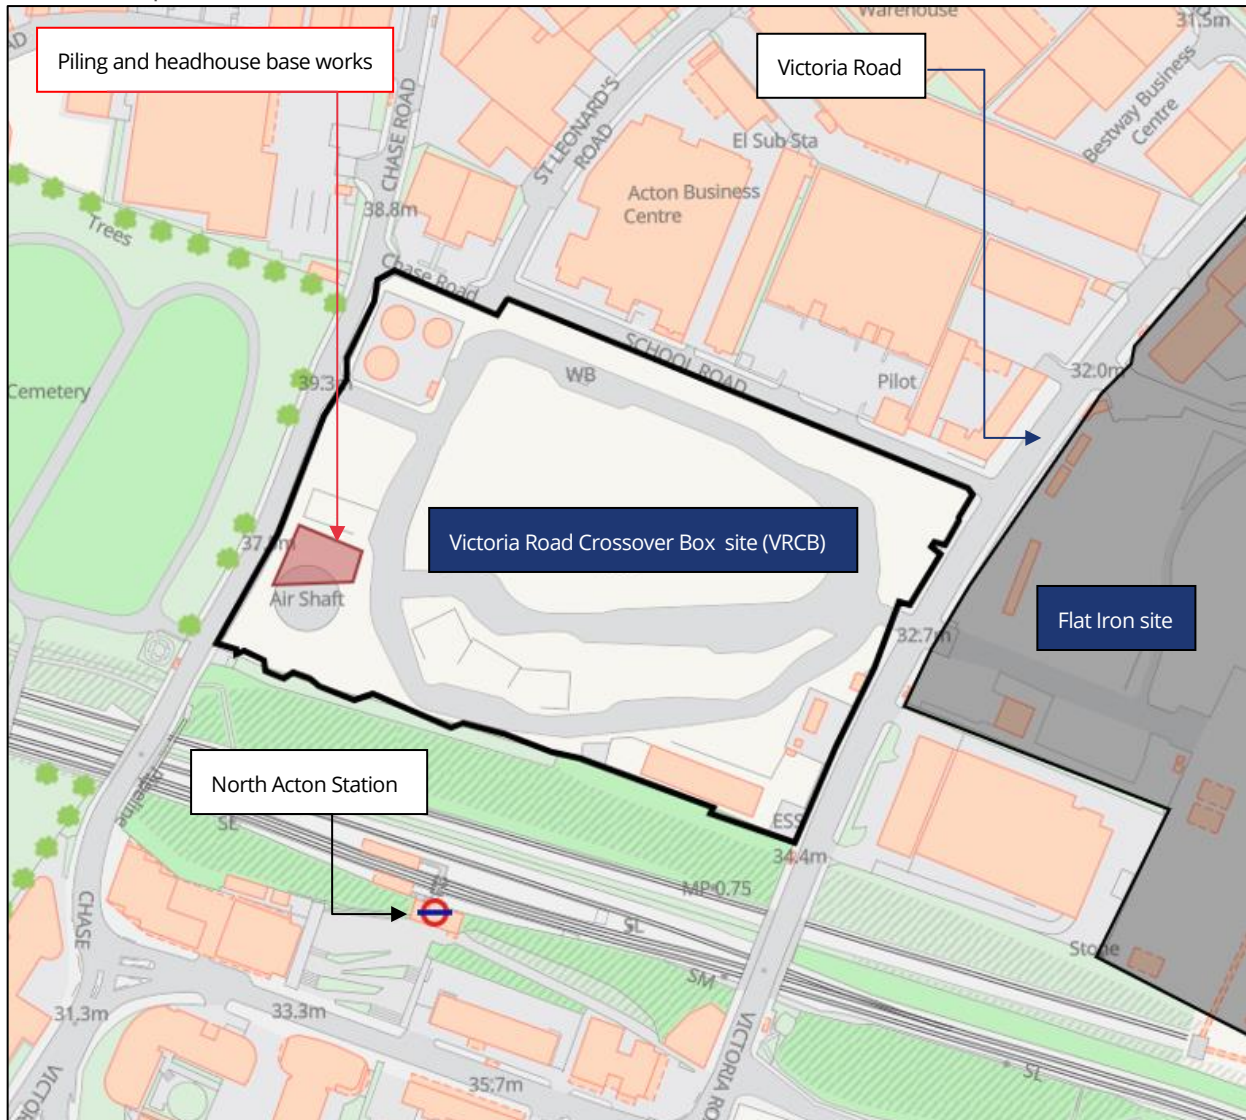 Warehouse
31.5m
AD
Piling and headhouse base works
Victoria Road
CHASE ROAD
ST LEONARD'S
ROAD
El Sub Sta
Bestway Business
Centre
Acton Business
Centre
38.8m
Trees
Chase Road
SCHOOL ROAD
WB
Pilot
32.0m
39.3m
Cemetery
Victoria Road Crossover Box site (VRCB)
Air Shaft
Flat Iron site
32.7m
North Acton Station
Pipeline
SL
ESS
34.4m
MP 0.75
SL
Stone
SM
CHASE
31.3m
33.3m
35.7m
VICTORIA RO
VICTO
SL